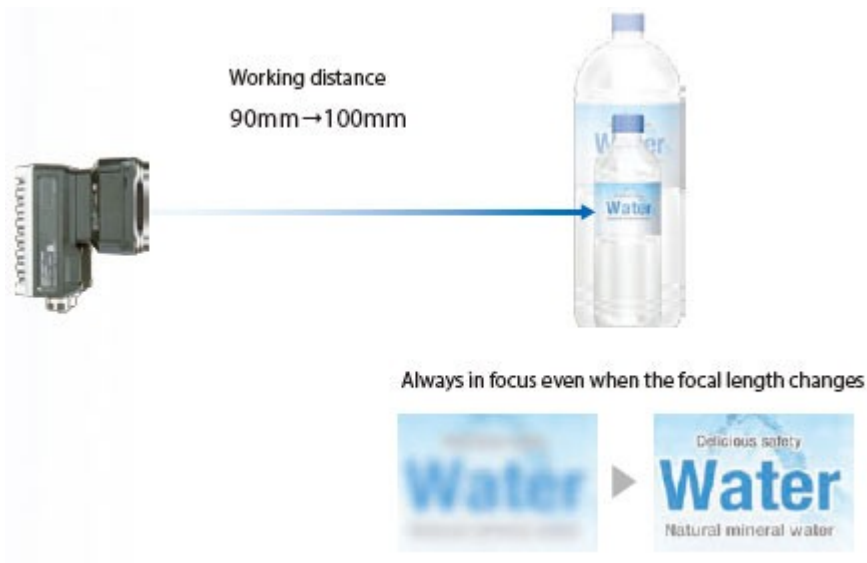 Working distance
90mm→100mm
Water
Water
Always in focus even when the focal length changes
Water
Delicious safety
Water
Natural mineral water